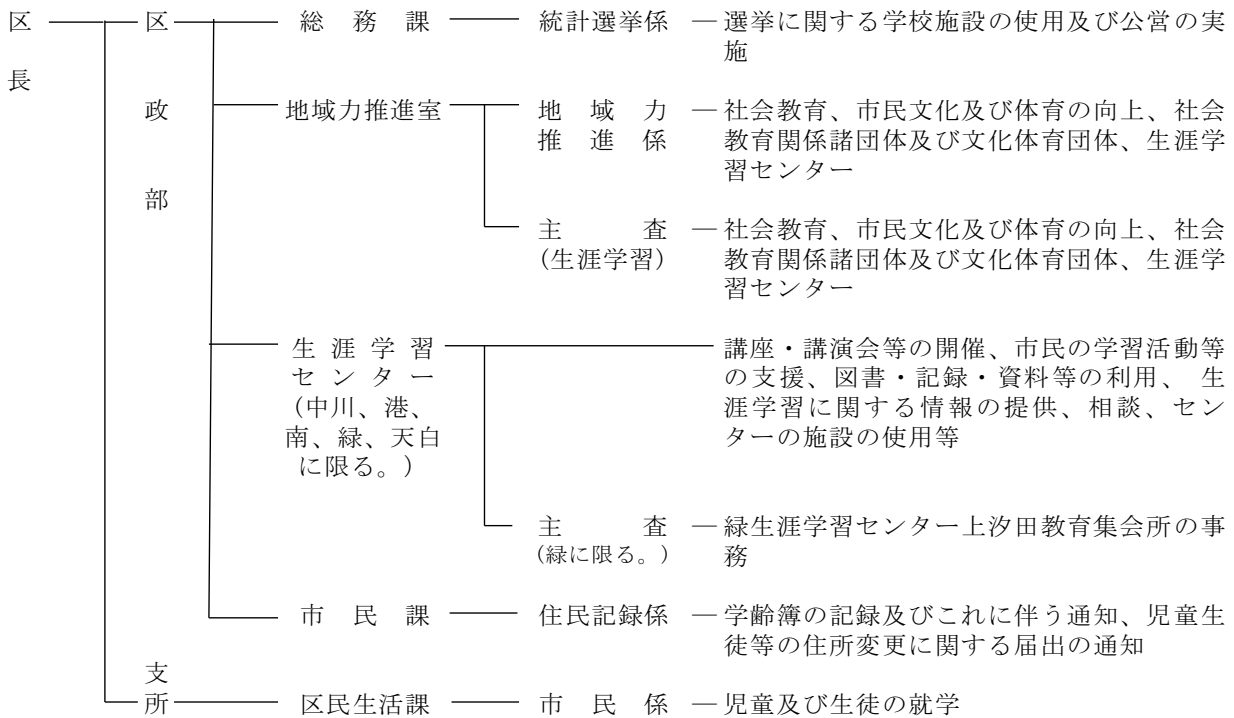 区長
区政部
総務課
統計選挙係
選挙に関する学校施設の使用及び公営の実
施
地域力推進室
地域力
推進係
社会教育、市民文化及び体育の向上、社会
教育関係諸団体及び文化体育団体、生涯学
習センター
主査
(生涯学習)
社会教育、市民文化及び体育の向上、社会
教育関係諸団体及び文化体育団体、生涯学
習センター
生涯学習
センター
(中川、港、
南、緑、天白
に限る。)
講座・講演会等の開催、市民の学習活動等
の支援、図書・記録・資料等の利用、 生
涯学習に関する情報の提供、相談、セン
ターの施設の使用等
主査
(緑に限る。)
緑生涯学習センター上汐田教育集会所の事
務
市民課
住民記録係
学齢簿の記録及びこれに伴う通知、児童生
徒等の住所変更に関する届出の通知
支所
区民生活課
市民係
児童及び生徒の就学